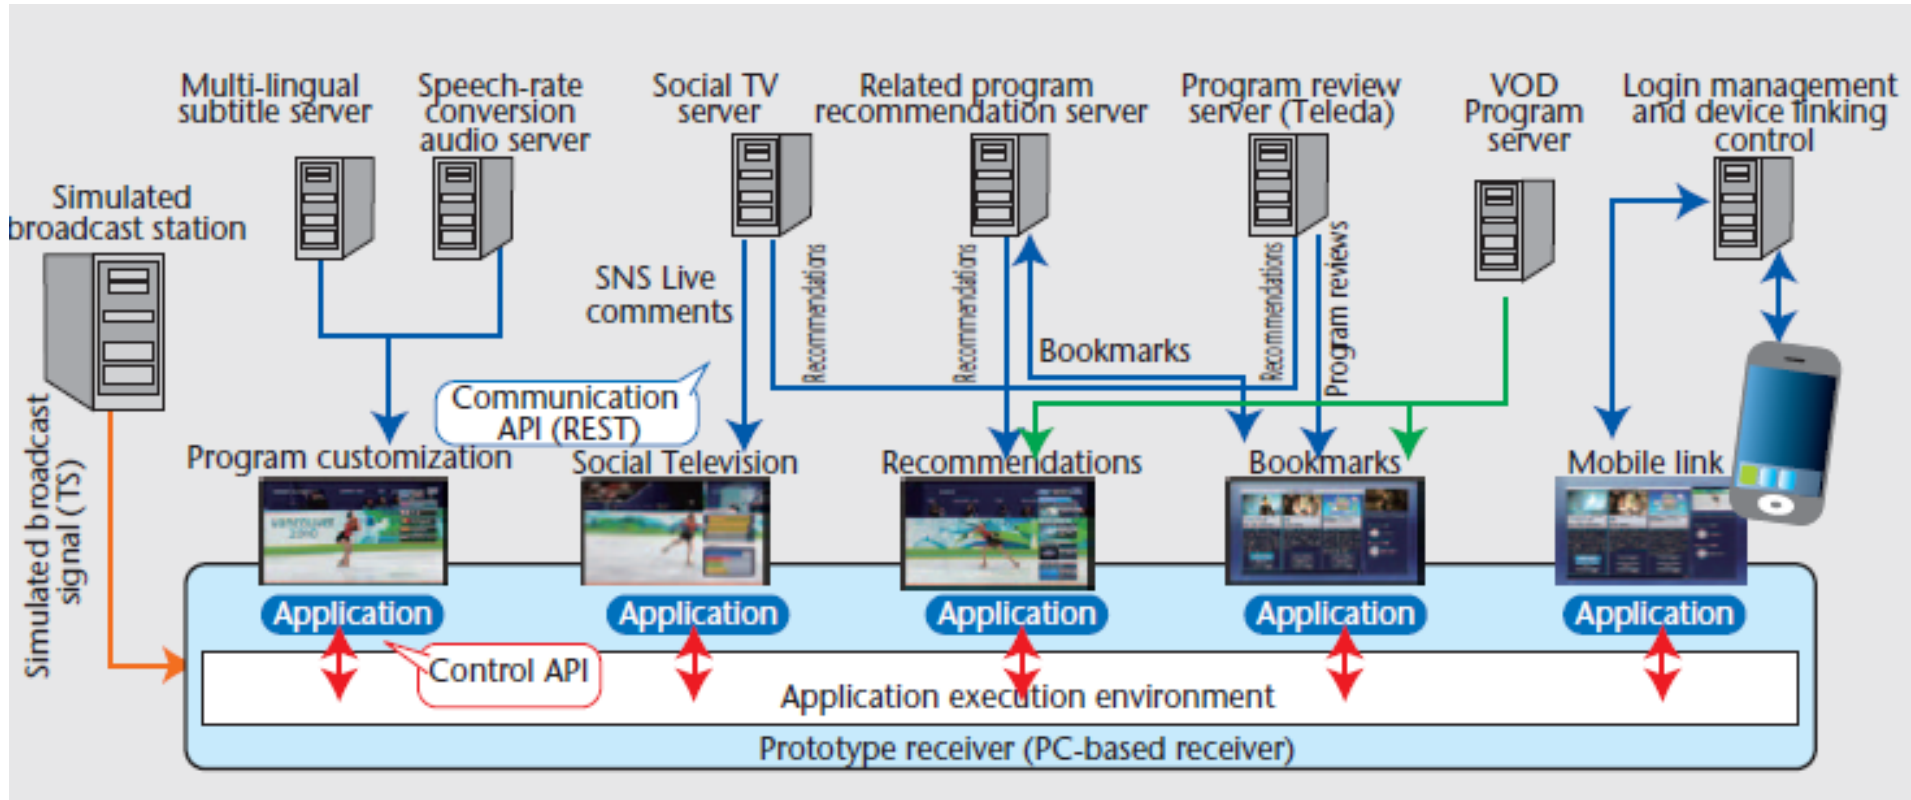 Multi-lingual
subtitle server
Speech-rate
conversion
audio server
Social TV
server
Related program
recommendation server
Program review
server (Teleda)
VOD
Program
server
Login management
and device linking
control
Simulated
broadcast station
SNS Live
comments
Recommendations
Recommendations
Bookmarks
Recommendations
Program reviews
Communication
API (REST)
Simulated broadcast
signal (TS)
Program customization
Social Television
Recommendations
Bookmarks
Mobile link
vancouver
2010
Application
Application
Application
Application
Application
Control API
Application execution environment
Prototype receiver (PC-based receiver)